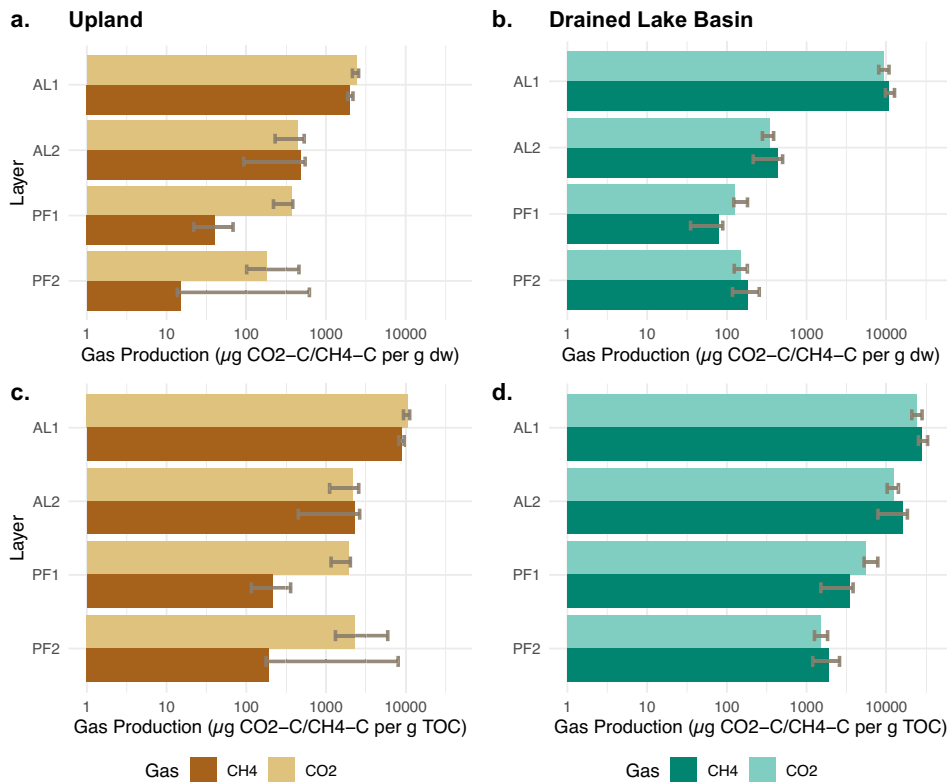 a. Upland
b. Drained Lake Basin
Layer
AL1
AL2
PF1
PF2
1 10 100 1000 10000
Gas Production (µg CO2−C/CH4−C per g dw)
AL1
AL2
PF1
PF2
1 10 100 1000 10000
Gas Production (µg CO2−C/CH4−C per g dw)
c.
d.
Layer
AL1
AL2
PF1
PF2
1 10 100 1000 10000
Gas Production (µg CO2−C/CH4−C per g TOC)
AL1
AL2
PF1
PF2
1 10 100 1000 10000
Gas Production (µg CO2−C/CH4−C per g TOC)
Gas CH4 CO2
Gas CH4 CO2